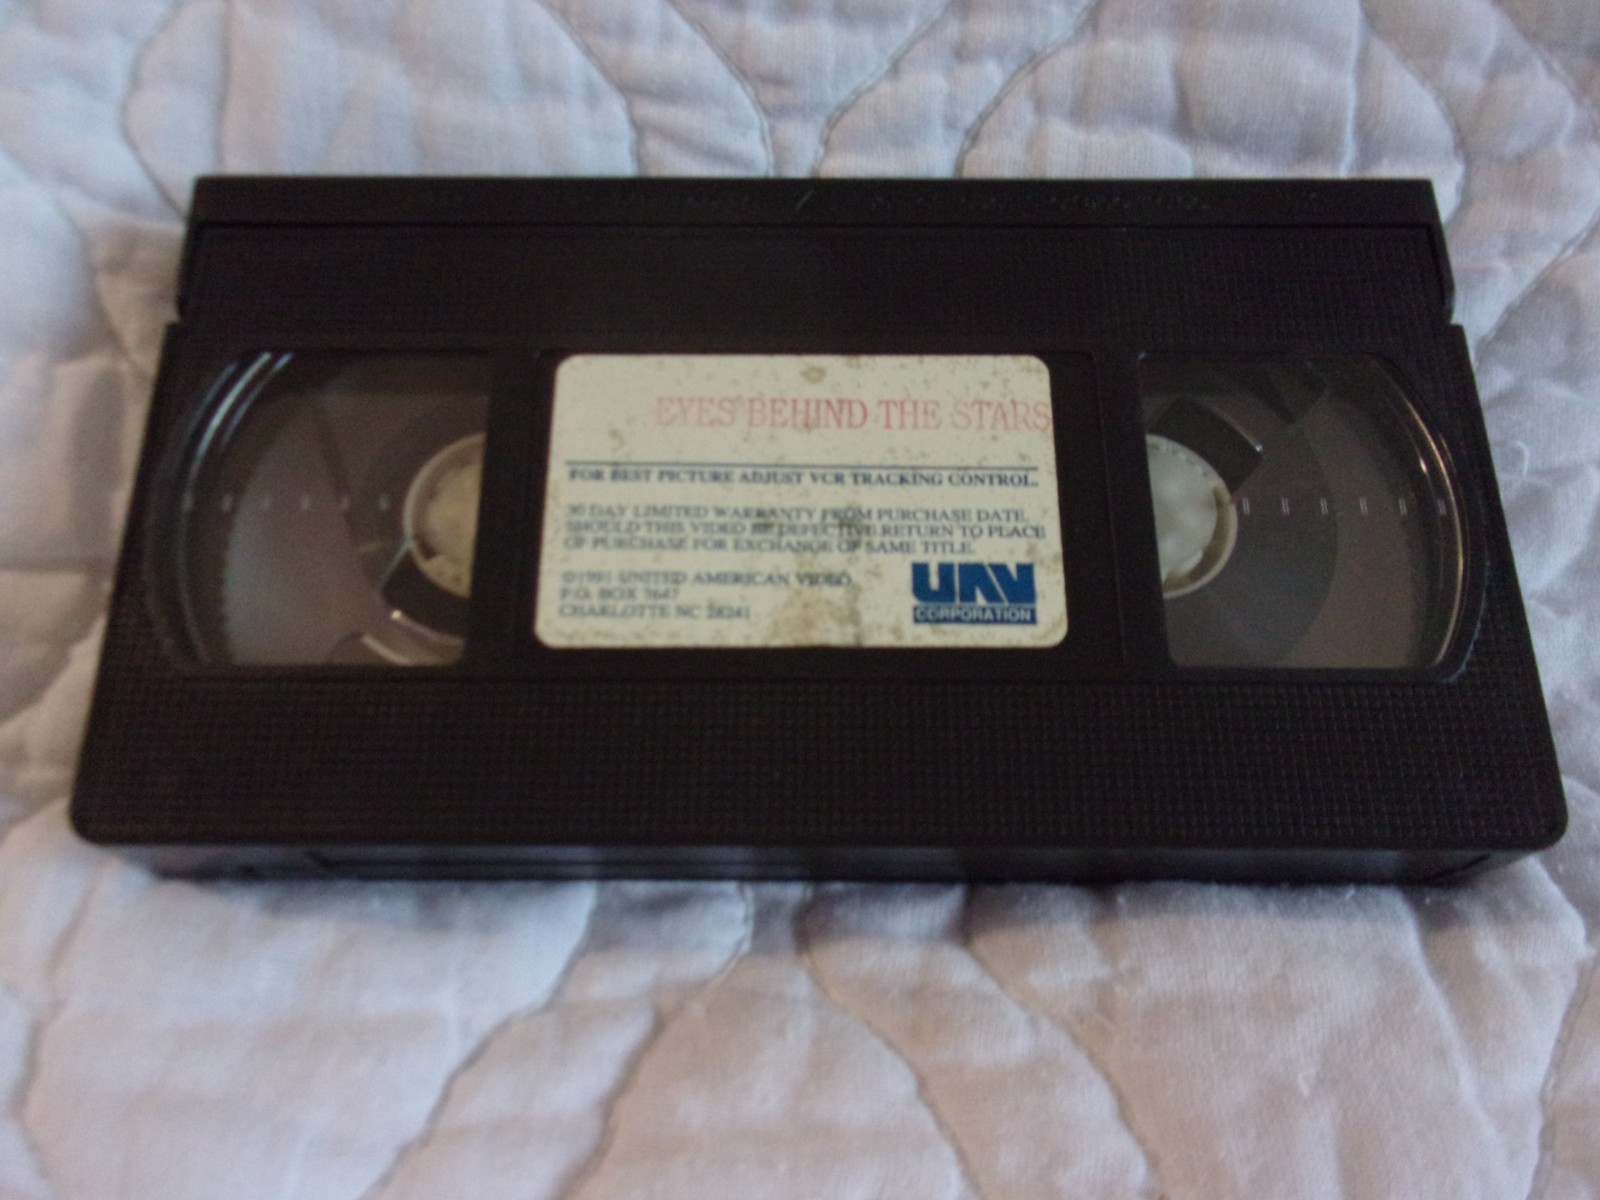 EYES BEHIND THE STARS
FOR BEST PICTURE ADJUST VCR TRACKING CONTROL.
30 DAY LIMITED WARRANTY FROM PURCHASE DATE.
SHOULD THIS VIDEO BE DEFECTIVE RETURN TO PLACE
OF PURCHASE FOR EXCHANGE OF SAME TITLE.
©1991 UNITED AMERICAN VIDEO
P.O. BOX 7647
CHARLOTTE NC 28241
UAV
CORPORATION